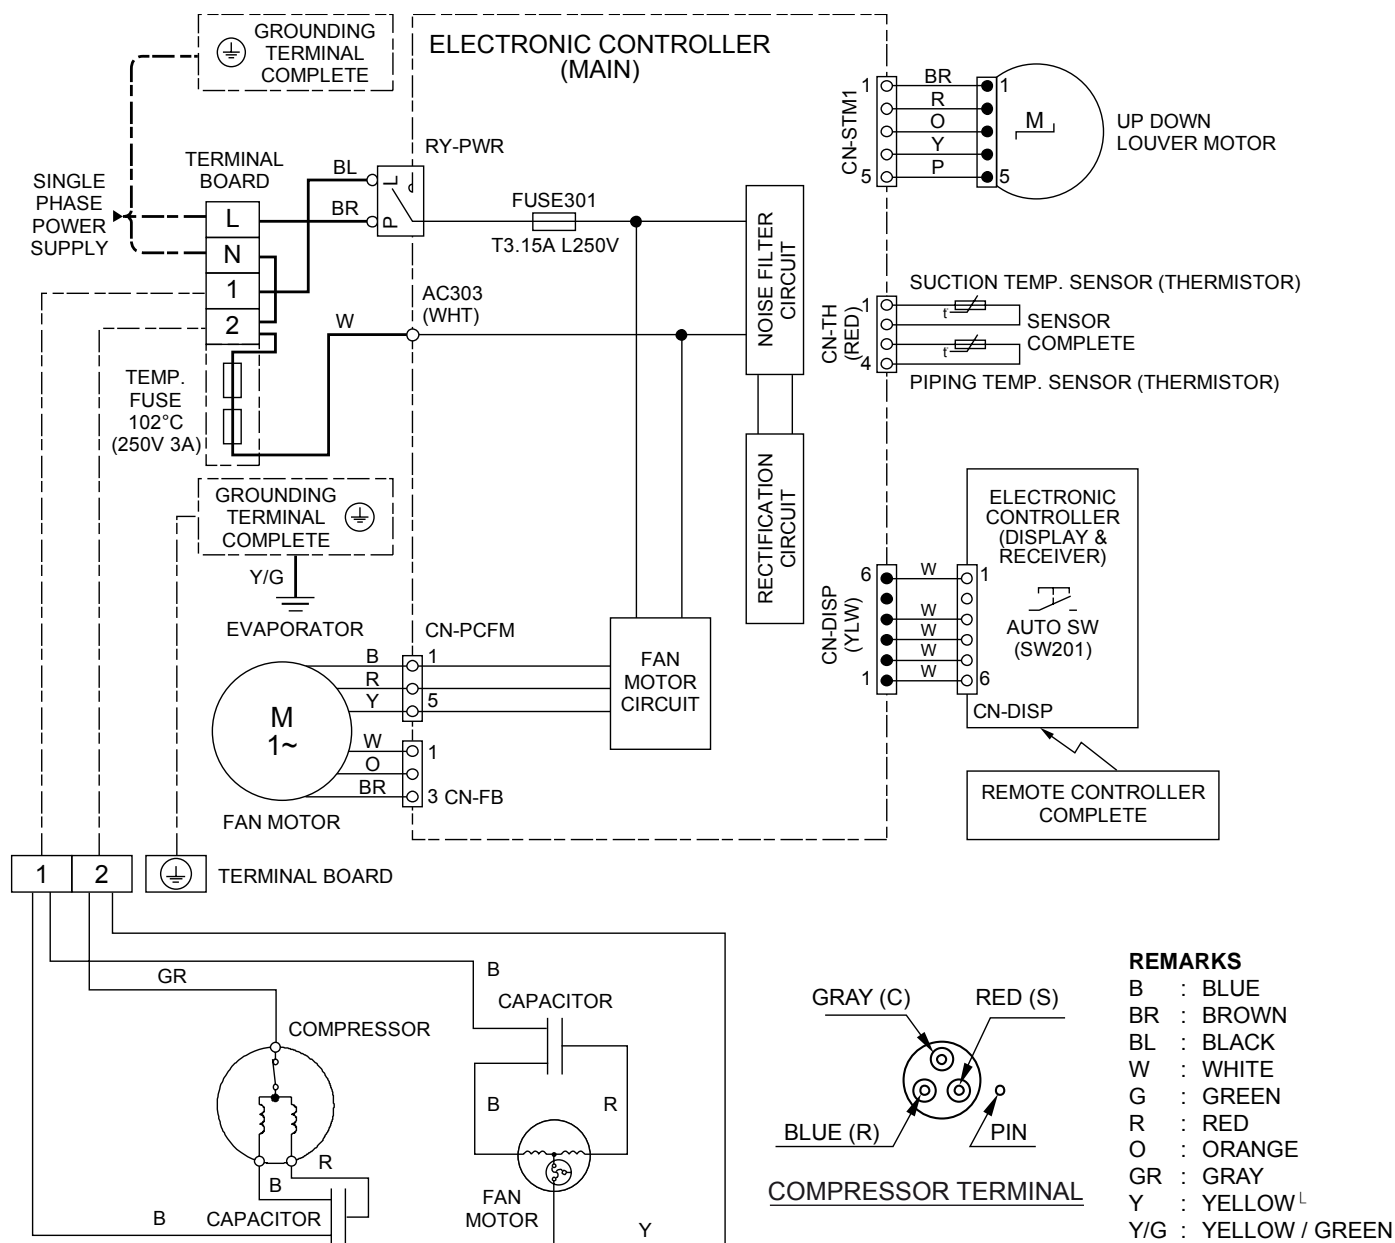 GROUNDING
TERMINAL
COMPLETE
ELECTRONIC CONTROLLER
(MAIN)
SINGLE
PHASE
POWER
SUPPLY
TERMINAL
BOARD
L
N
1
2
BL
BR
RY-PWR
L
P
FUSE301
T3.15A L250V
AC303
(WHT)
W
TEMP.
FUSE
102°C
(250V 3A)
NOISE FILTER
CIRCUIT
RECTIFICATION
CIRCUIT
CN-STM1
1
5
BR
R
O
Y
P
1
5
M
UP DOWN
LOUVER MOTOR
SUCTION TEMP. SENSOR (THERMISTOR)
CN-TH
(RED)
1
4
t°
t°
SENSOR
COMPLETE
PIPING TEMP. SENSOR (THERMISTOR)
GROUNDING
TERMINAL
COMPLETE
Y/G
EVAPORATOR
CN-PCFM
B
R
Y
1
5
M
1~
W
O
BR
1
3 CN-FB
FAN MOTOR
FAN
MOTOR
CIRCUIT
CN-DISP
(YLW)
6
1
W
W
W
W
W
1
6
ELECTRONIC
CONTROLLER
(DISPLAY &
RECEIVER)
AUTO SW
(SW201)
CN-DISP
REMOTE CONTROLLER
COMPLETE
1
2
TERMINAL BOARD
GR
COMPRESSOR
R
B
B
CAPACITOR
B
CAPACITOR
B
R
FAN
MOTOR
Y
GRAY (C)
RED (S)
BLUE (R)
PIN
COMPRESSOR TERMINAL
REMARKS
B : BLUE
BR : BROWN
BL : BLACK
W : WHITE
G : GREEN
R : RED
O : ORANGE
GR : GRAY
Y : YELLOW
Y/G : YELLOW / GREEN